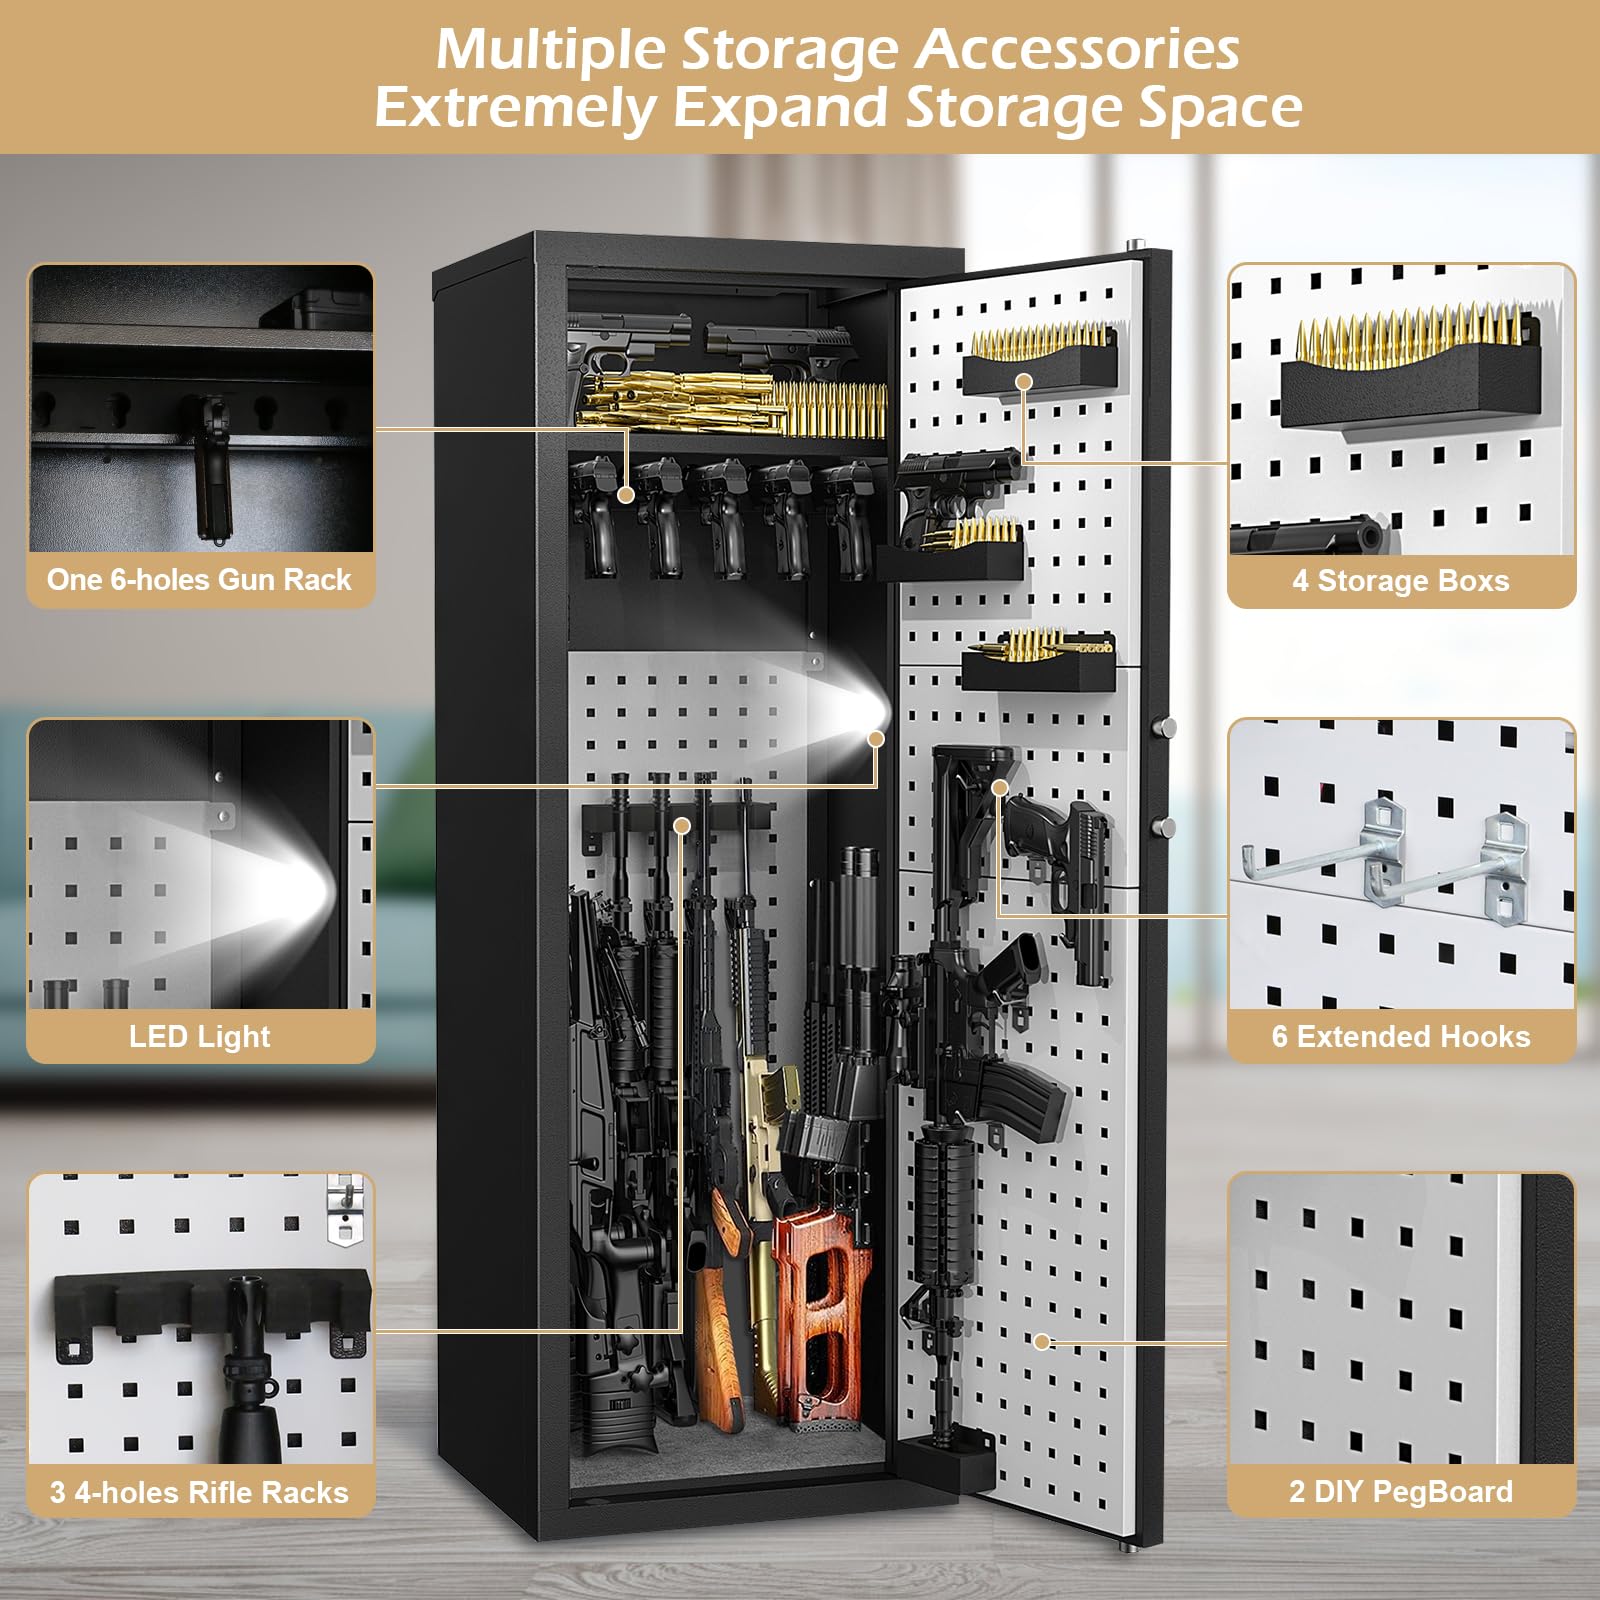 Multiple Storage Accessories
Extremely Expand Storage Space
One 6-holes Gun Rack
4 Storage Boxs
LED Light
6 Extended Hooks
3 4-holes Rifle Racks
2 DIY PegBoard